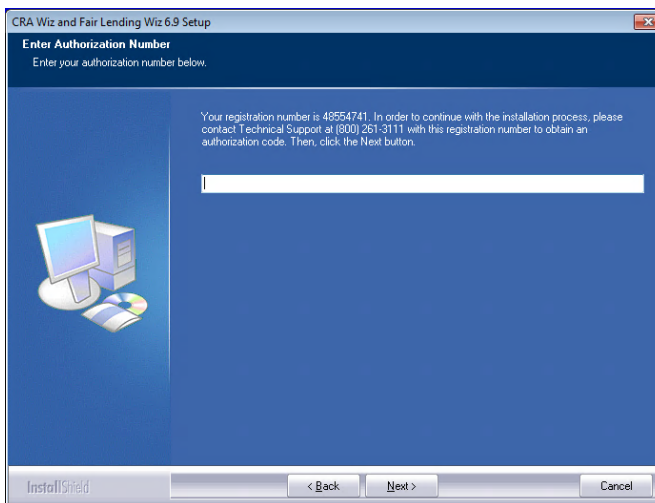 CRA Wiz and Fair Lending Wiz 6.9 Setup
Enter Authorization Number
Enter your authorization number below.
Your registration number is 48554741. In order to continue with the installation process, please
contact Technical Support at (800) 261-3111 with this registration number to obtain an
authorization code. Then, click the Next button.
InstallShield
< Back
Next >
Cancel